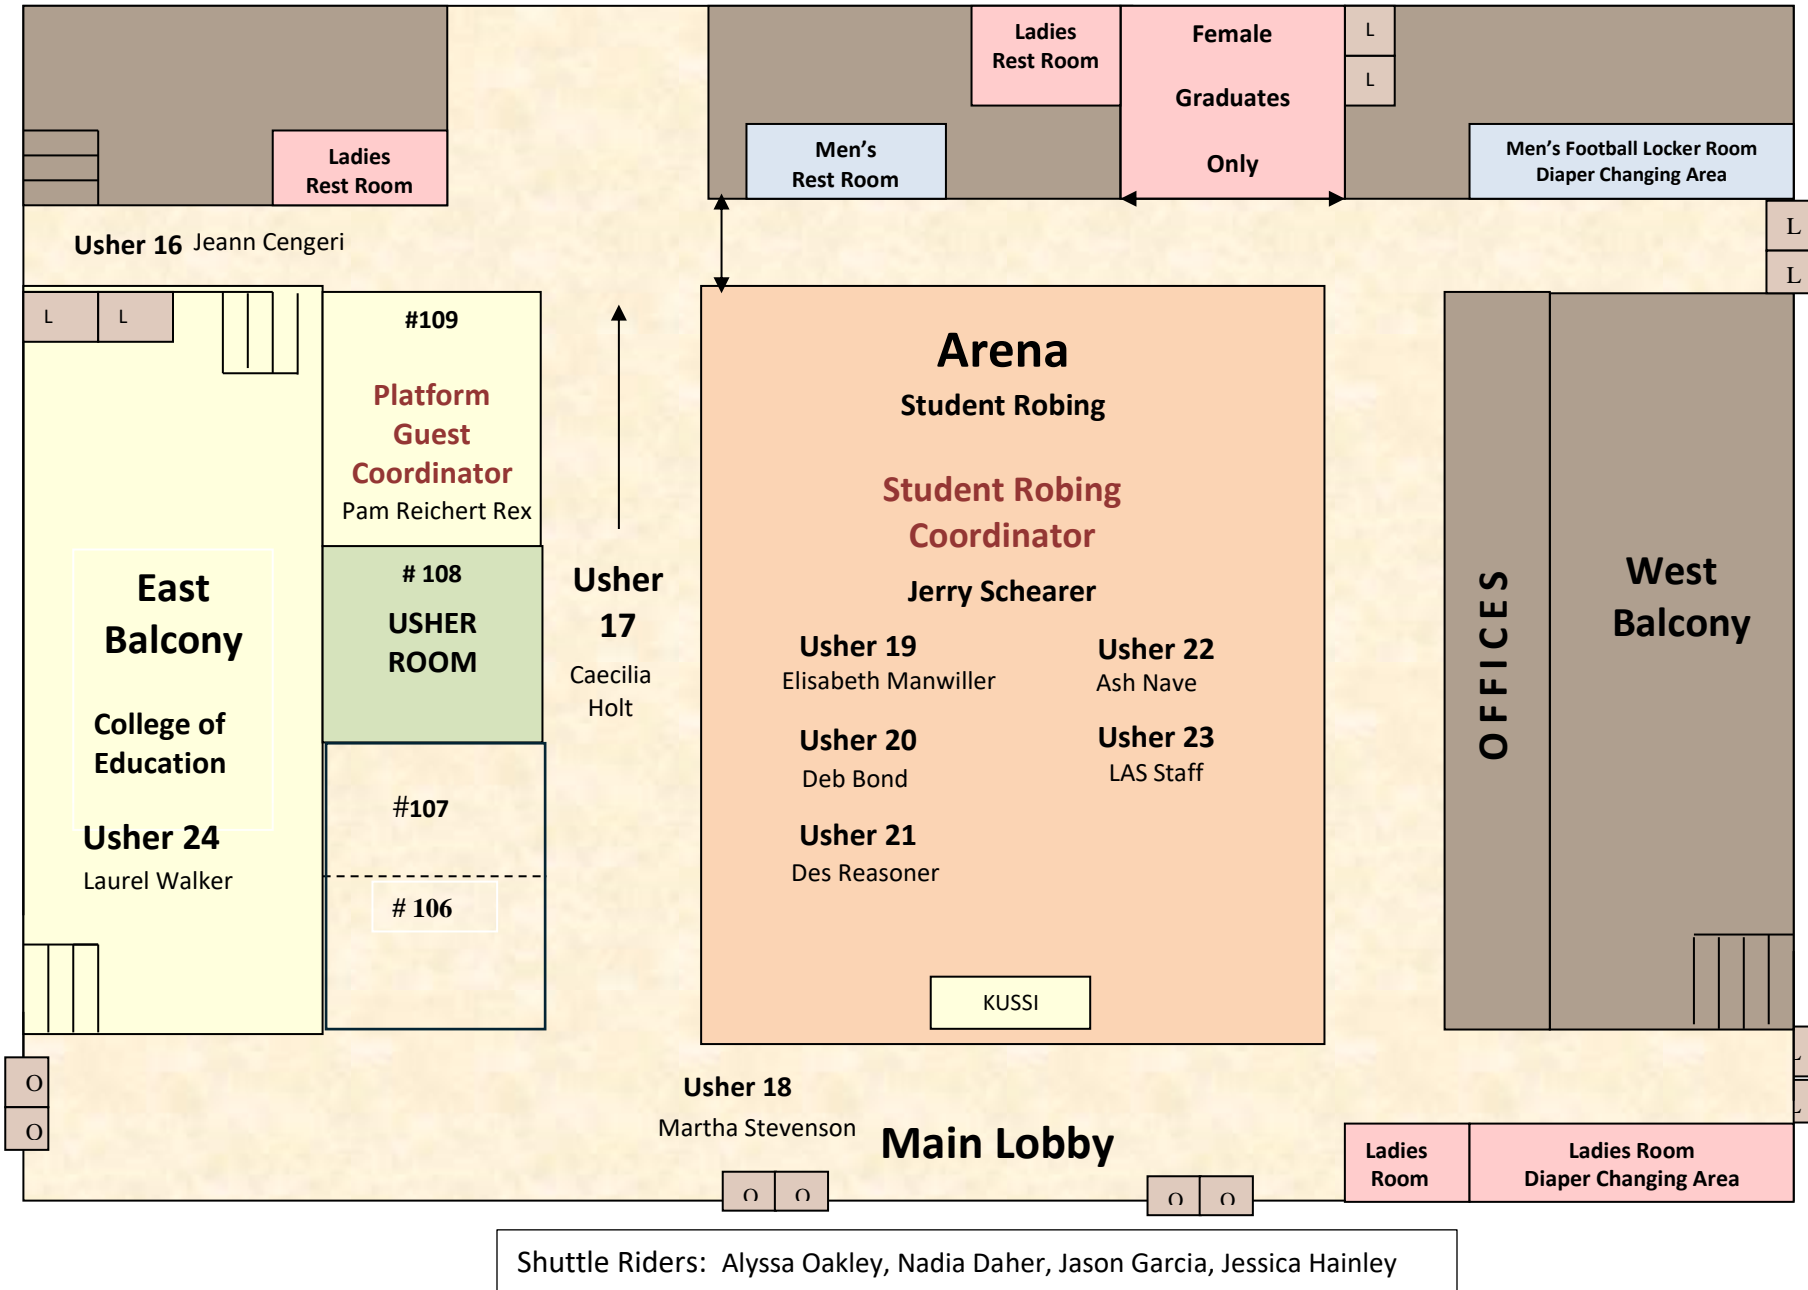 Ladies
Rest Room
Female
Graduates
Only
L
L
Ladies
Rest Room
Men's
Rest Room
Men's Football Locker Room
Diaper Changing Area
Usher 16 Jeann Cengeri
L
L
L L
#109
Platform
Guest
Coordinator
Pam Reichert Rex
Arena
Student Robing
Student Robing
Coordinator
Jerry Schearer
East
Balcony
College of
Education
Usher 24
Laurel Walker
# 108
USHER
ROOM
#107
# 106
Usher
17
Caecilia
Holt
Usher 19
Elisabeth Manwiller
Usher 20
Deb Bond
Usher 21
Des Reasoner
Usher 22
Ash Nave
Usher 23
LAS Staff
KUSSI
OFFICES
West
Balcony
O
O
Usher 18
Martha Stevenson
Main Lobby
L
L
Ladies
Room
Ladies Room
Diaper Changing Area
O O
O O
Shuttle Riders: Alyssa Oakley, Nadia Daher, Jason Garcia, Jessica Hainley